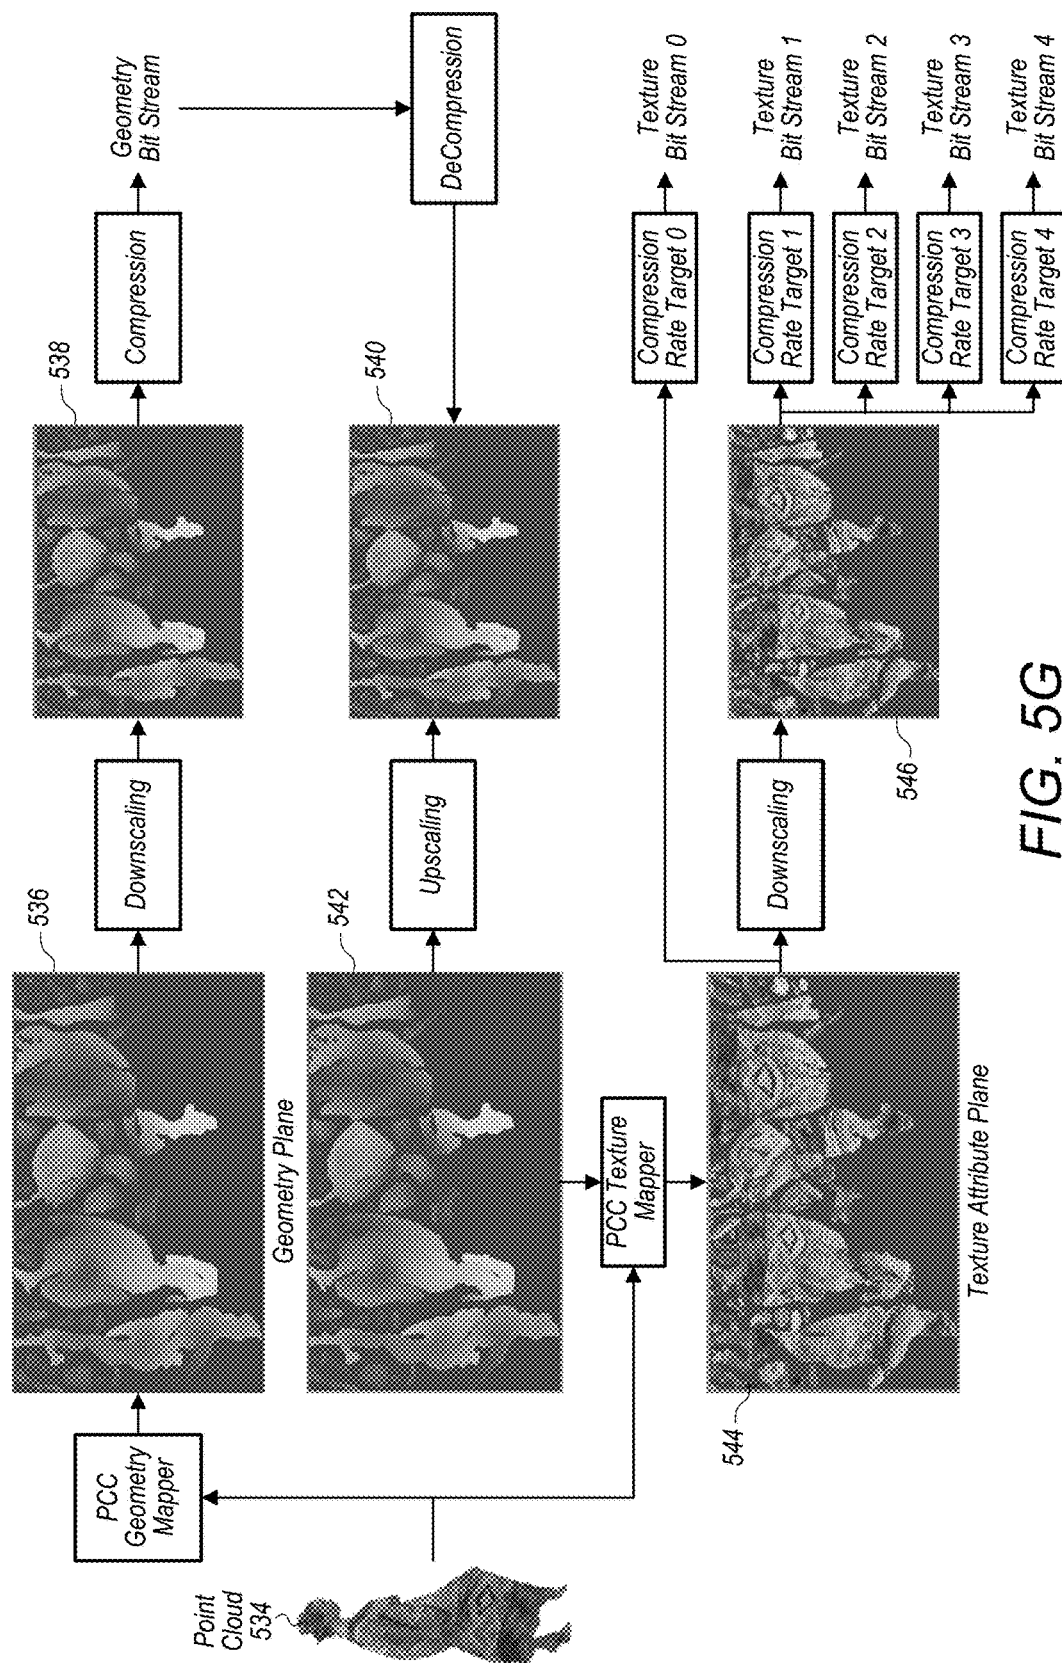 Point
Cloud
534
PCC
Geometry
Mapper
536
Geometry Plane
Downscaling
538
Compression
Geometry
Bit Stream
DeCompression
540
Upscaling
542
PCC Texture
Mapper
544
Texture Attribute Plane
Downscaling
546
Compression
Rate Target 0
Texture
Bit Stream 0
Compression
Rate Target 1
Texture
Bit Stream 1
Compression
Rate Target 2
Texture
Bit Stream 2
Compression
Rate Target 3
Texture
Bit Stream 3
Compression
Rate Target 4
Texture
Bit Stream 4
FIG. 5G